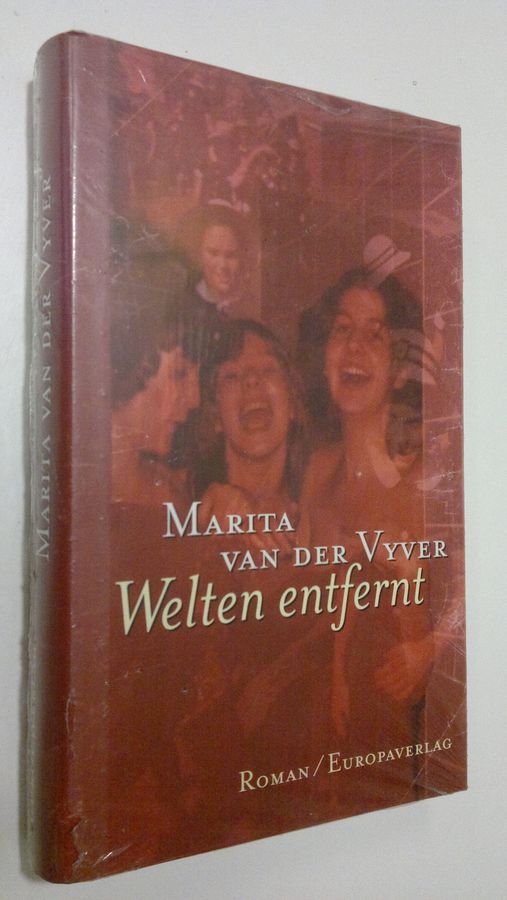 MARITA VAN DER VYVER
MARITA
VAN DER VYVER
Welten entfernt
ROMAN / EUROPAVERLAG